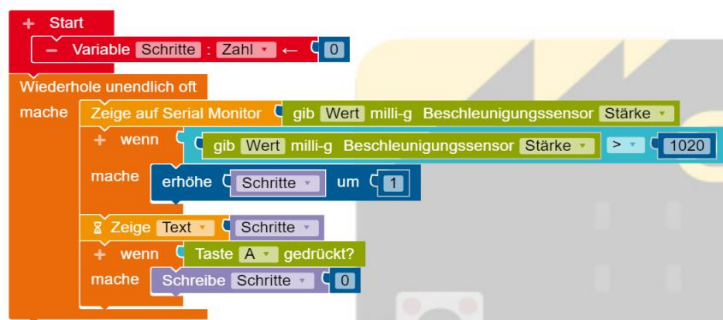 + Start
− Variable Schritte : Zahl ← 0
Wiederhole unendlich oft
mache Zeige auf Serial Monitor gib Wert milli-g Beschleunigungssensor Stärke
+ wenn gib Wert milli-g Beschleunigungssensor Stärke > 1020
mache erhöhe Schritte um 1
Zeige Text Schritte
+ wenn Taste A gedrückt?
mache Schreibe Schritte 0